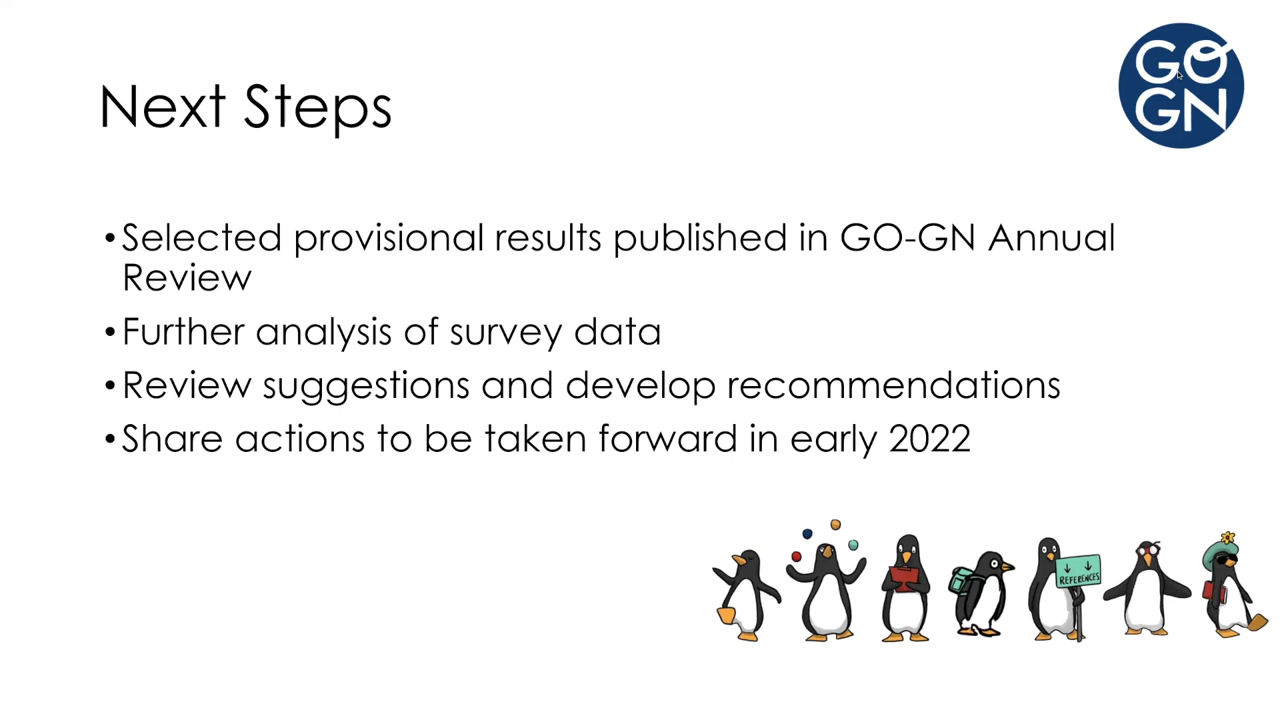 GO
GN
Next Steps
• Selected provisional results published in GO-GN Annual
Review
• Further analysis of survey data
• Review suggestions and develop recommendations
• Share actions to be taken forward in early 2022
↓ ↓
REFERENCES